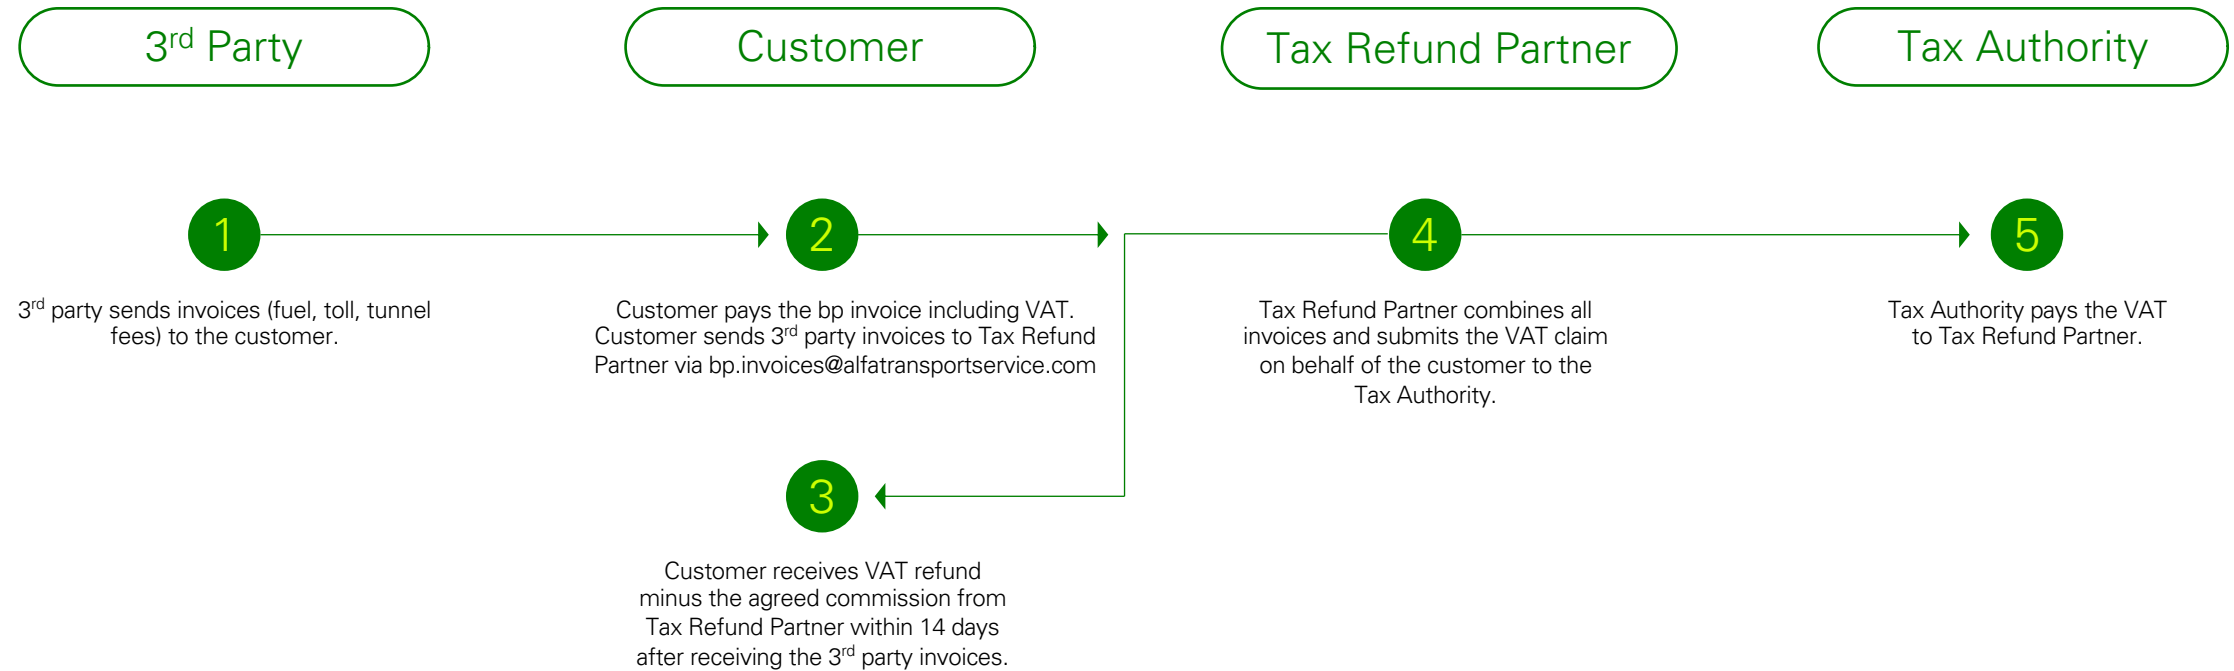 3rd Party
Customer
Tax Refund Partner
Tax Authority
1
2
4
5
3rd party sends invoices (fuel, toll, tunnel
fees) to the customer.
Customer pays the bp invoice including VAT.
Customer sends 3rd party invoices to Tax Refund
Partner via bp.invoices@alfatransportservice.com
Tax Refund Partner combines all
invoices and submits the VAT claim
on behalf of the customer to the
Tax Authority.
Tax Authority pays the VAT
to Tax Refund Partner.
3
Customer receives VAT refund
minus the agreed commission from
Tax Refund Partner within 14 days
after receiving the 3rd party invoices.